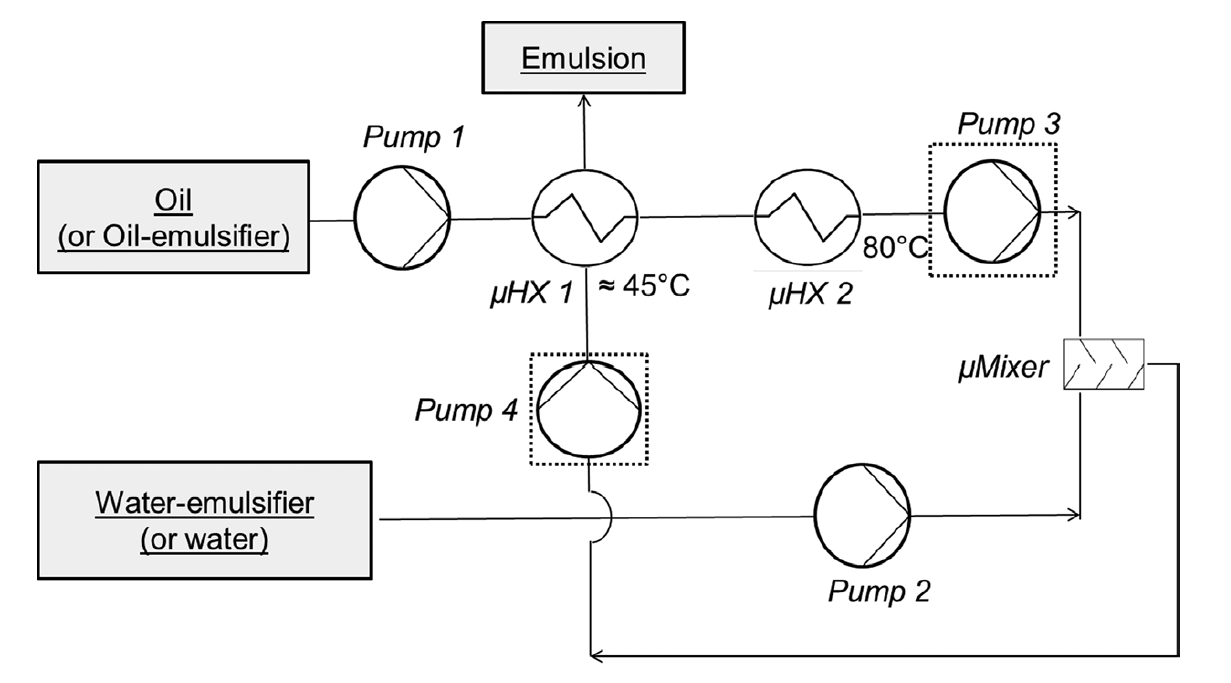 Emulsion
Pump 1
Pump 3
Oil
(or Oil-emulsifier)
80°C
µHX 1
≈ 45°C
µHX 2
µMixer
Pump 4
Water-emulsifier
(or water)
Pump 2